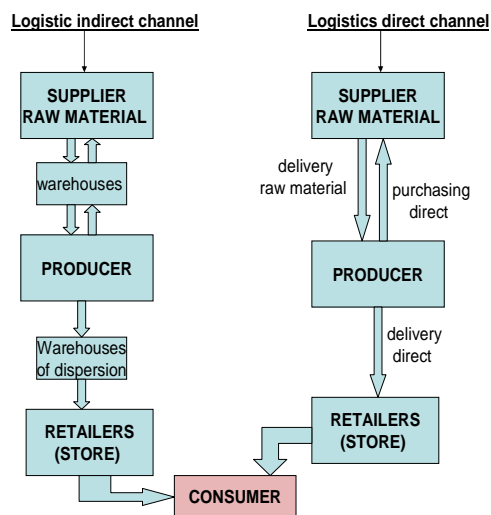 Logistic indirect channel
SUPPLIER
RAW MATERIAL
warehouses
PRODUCER
Warehouses
of dispersion
RETAILERS
(STORE)
Logistics direct channel
SUPPLIER
RAW MATERIAL
delivery
raw material
purchasing
direct
PRODUCER
delivery
direct
RETAILERS
(STORE)
CONSUMER